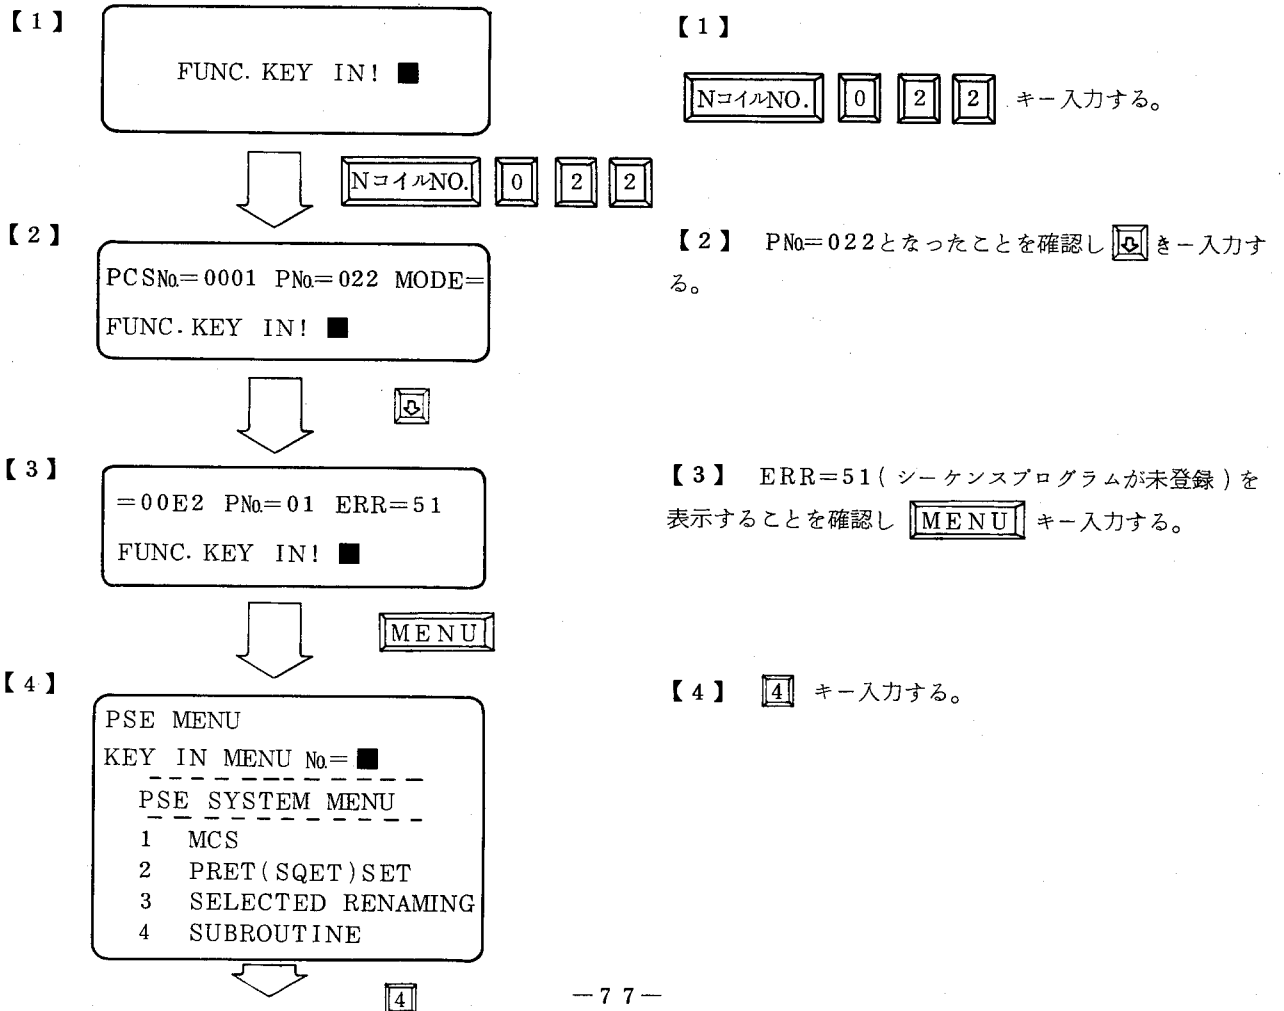 【1】
FUNC. KEY IN! ■
NコイルNO. 0 2 2
【2】
PCS№=0001 P№=022 MODE=
FUNC. KEY IN! ■
【3】
=00E2 P№=01 ERR=51
FUNC. KEY IN! ■
MENU
【4】
PSE MENU
KEY IN MENU №=■
PSE SYSTEM MENU
1 MCS
2 PRET(SQET)SET
3 SELECTED RENAMING
4 SUBROUTINE
4
【1】
NコイルNO. 0 2 2 キー入力する。
【2】 P№=022となったことを確認し⇩きー入力す
る。
【3】 ERR=51(シーケンスプログラムが未登録)を
表示することを確認し MENU キー入力する。
【4】 4 キー入力する。
―77―